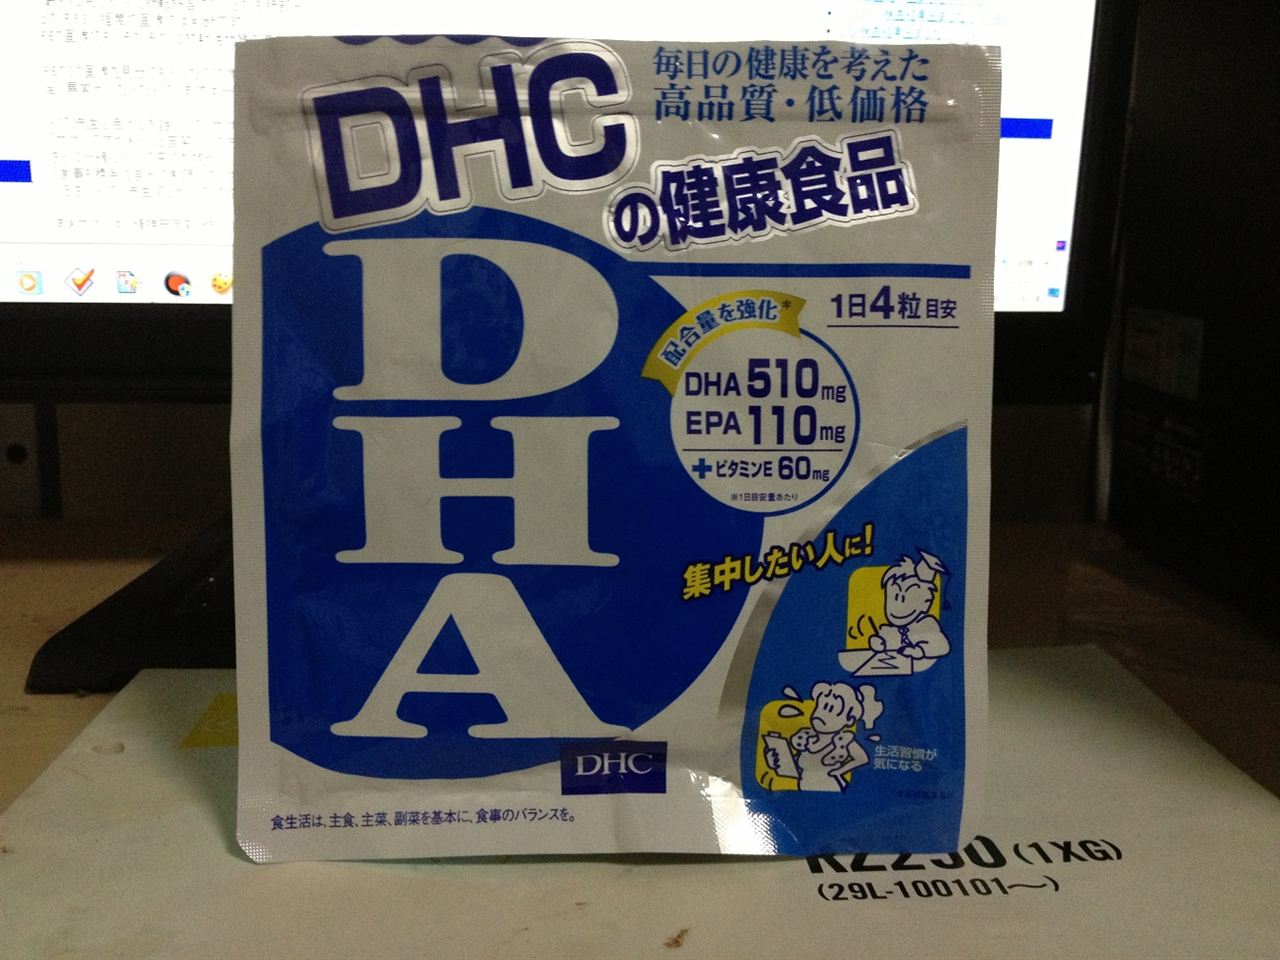 DHC
毎日の健康を考えた
高品質・低価格
の健康食品
DHA
1日4粒目安
配合量を強化*
DHA 510mg
EPA 110mg
+ビタミンE 60mg
※1日目安量あたり
集中したい人に!
生活習慣が
気になる
DHC
食生活は、主食、主菜、副菜を基本に、食事のバランスを。
RZ250(1XG)
(29L-100101〜)